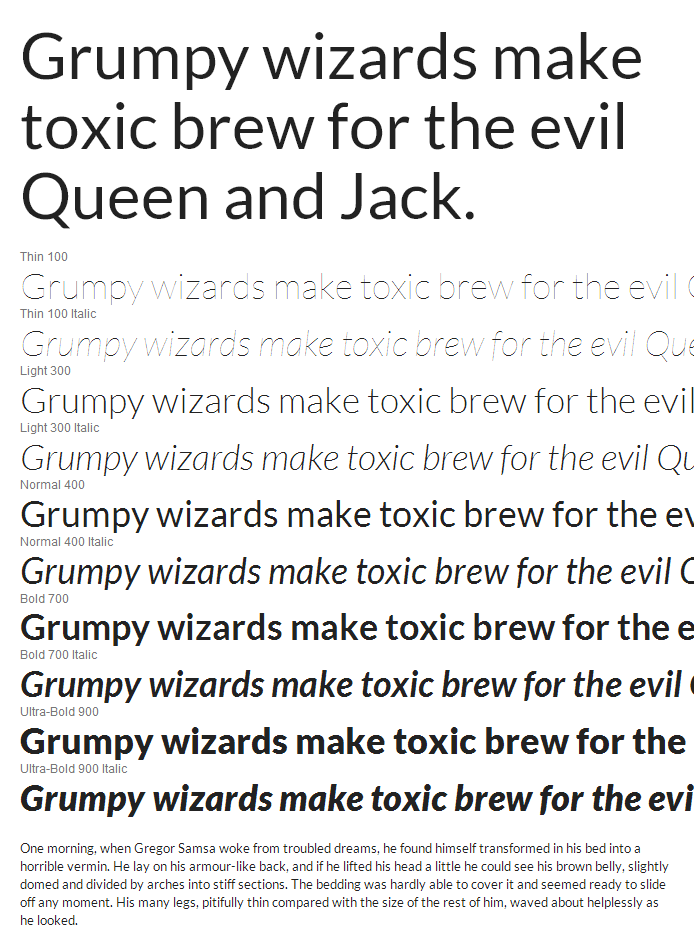 Grumpy wizards make
toxic brew for the evil
Queen and Jack.
Thin 100
Grumpy wizards make toxic brew for the evil
Thin 100 Italic
Grumpy wizards make toxic brew for the evil Que
Light 300
Grumpy wizards make toxic brew for the evil
Light 300 Italic
Grumpy wizards make toxic brew for the evil Qu
Normal 400
Grumpy wizards make toxic brew for the ev
Normal 400 Italic
Grumpy wizards make toxic brew for the evil
Bold 700
Grumpy wizards make toxic brew for the e
Bold 700 Italic
Grumpy wizards make toxic brew for the evil
Ultra-Bold 900
Grumpy wizards make toxic brew for the
Ultra-Bold 900 Italic
Grumpy wizards make toxic brew for the evi
One morning, when Gregor Samsa woke from troubled dreams, he found himself transformed in his bed into a
horrible vermin. He lay on his armour-like back, and if he lifted his head a little he could see his brown belly, slightly
domed and divided by arches into stiff sections. The bedding was hardly able to cover it and seemed ready to slide
off any moment. His many legs, pitifully thin compared with the size of the rest of him, waved about helplessly as
he looked.